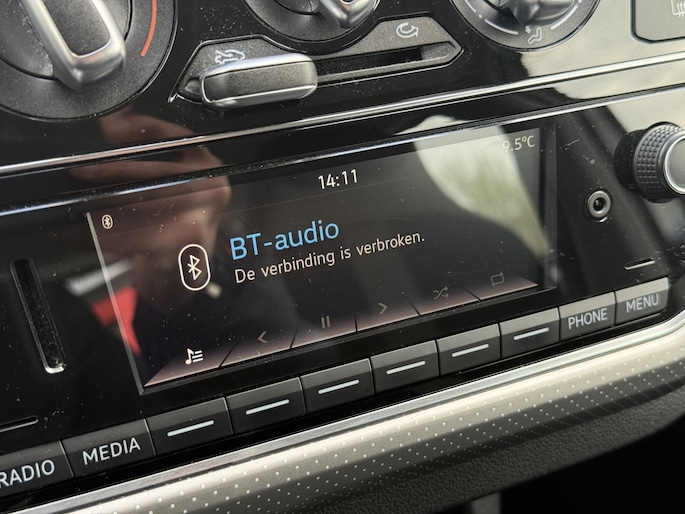 14:11
9.5°C
BT-audio
De verbinding is verbroken.
PHONE
MENU
RADIO
MEDIA